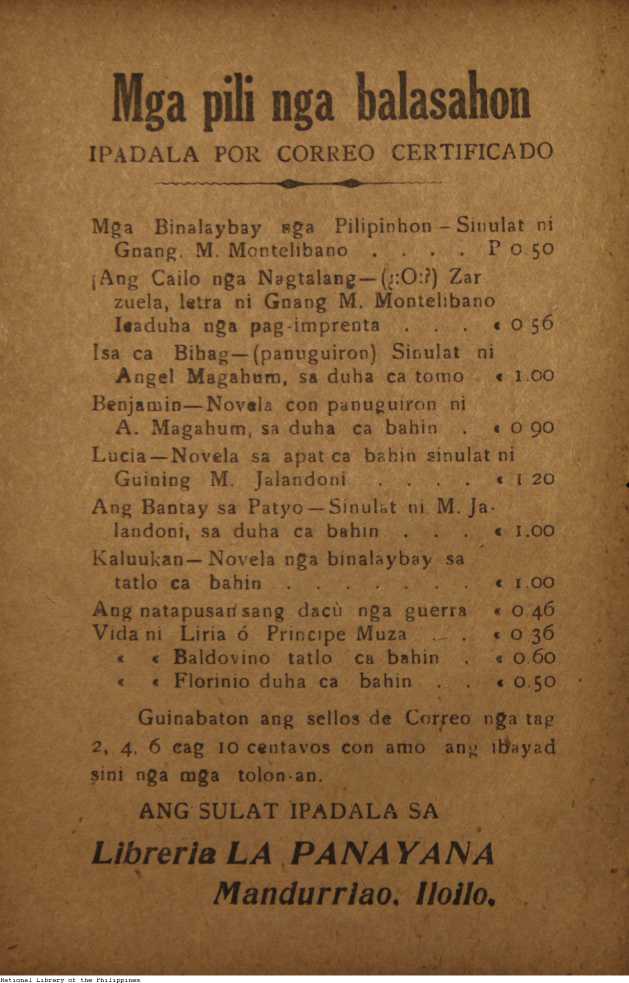 Mga pili nga balasahon
IPADALA POR CORREO CERTIFICADO
Mga Binalaybay nga Pilipinhon – Sinulat ni
Gnang. M. Montelibano . . . . P 0 50
¡Ang Cailo nga Nagtalang—(¿:O:?) Zar
zuela, letra ni Gnang M. Montelibano
Icaduha nga pag-imprenta . . . « 0 56
Isa ca Bihag—(panuguiron) Sinulat ni
Angel Magahum, sa duha ca tomo « 1.00
Benjamin—Novela con panuguiron ni
A. Magahum, sa duha ca bahin . « 0 90
Lucia—Novela sa apat ca bahin sinulat ni
Guining M. Jalandoni . . . . « 1 20
Ang Bantay sa Patyo—Sinulat ni M. Ja-
landoni, sa duha ca bahin . . . « 1.00
Kaluukan—Novela nga binalaybay sa
tatlo ca bahin . . . . . . . « 1.00
Ang natapusan sang dacù nga guerra « 0 46
Vida ni Liria ó Principe Muza . . « 0 36
« « Baldovino tatlo ca bahin . « 0.60
« « Florinio duha ca bahin . . « 0.50
Guinabaton ang sellos de Correo nga tag
2, 4, 6 cag 10 centavos con amo ang ibayad
sini nga mga tolon-an.
ANG SULAT IPADALA SA
Libreria LA PANAYANA
Mandurriao. Iloilo.
National Library of the Philippines